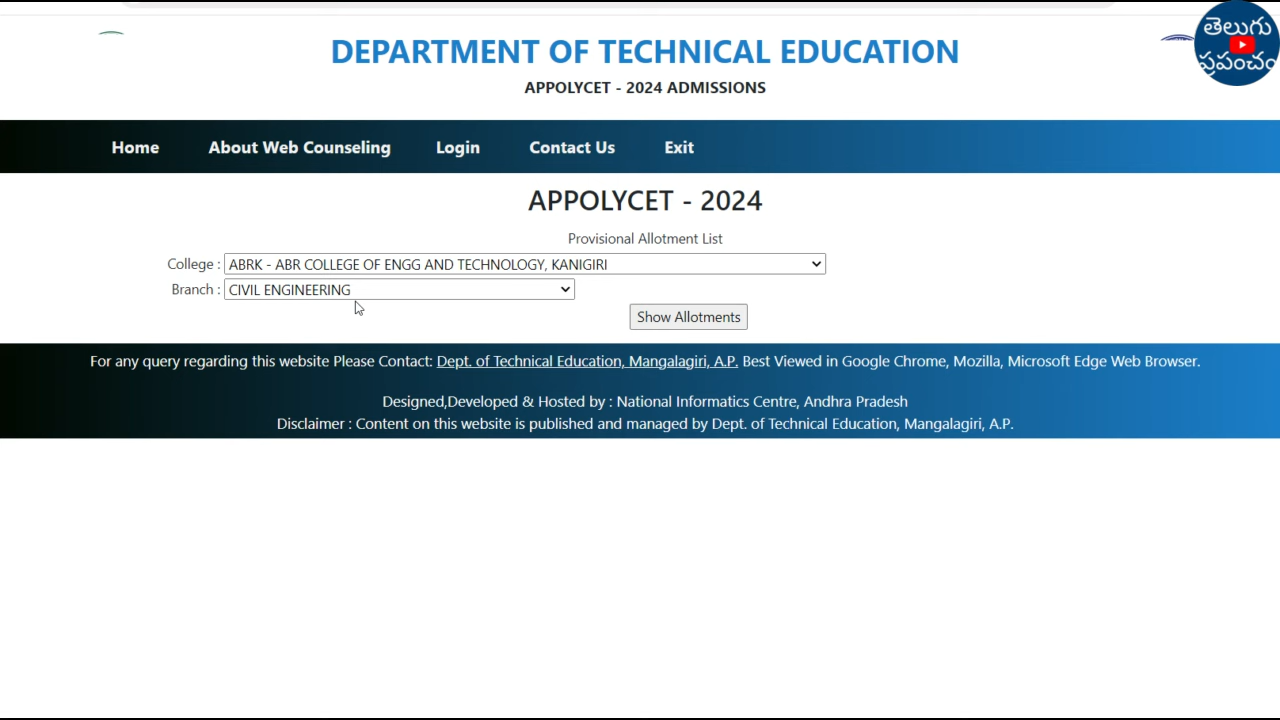 తెలుగు
ప్రపంచం
DEPARTMENT OF TECHNICAL EDUCATION
APPOLYCET - 2024 ADMISSIONS
Home About Web Counseling Login Contact Us Exit
APPOLYCET - 2024
Provisional Allotment List
College : ABRK - ABR COLLEGE OF ENGG AND TECHNOLOGY, KANIGIRI
Branch : CIVIL ENGINEERING
Show Allotments
For any query regarding this website Please Contact: Dept. of Technical Education, Mangalagiri, A.P. Best Viewed in Google Chrome, Mozilla, Microsoft Edge Web Browser.
Designed,Developed & Hosted by : National Informatics Centre, Andhra Pradesh
Disclaimer : Content on this website is published and managed by Dept. of Technical Education, Mangalagiri, A.P.